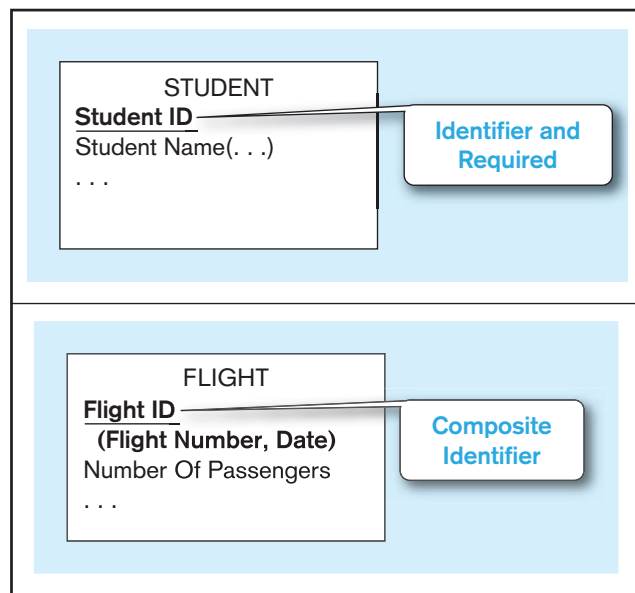 STUDENT
Student ID
Student Name(. . .)
. . .
Identifier and
Required
FLIGHT
Flight ID
(Flight Number, Date)
Number Of Passengers
. . .
Composite
Identifier